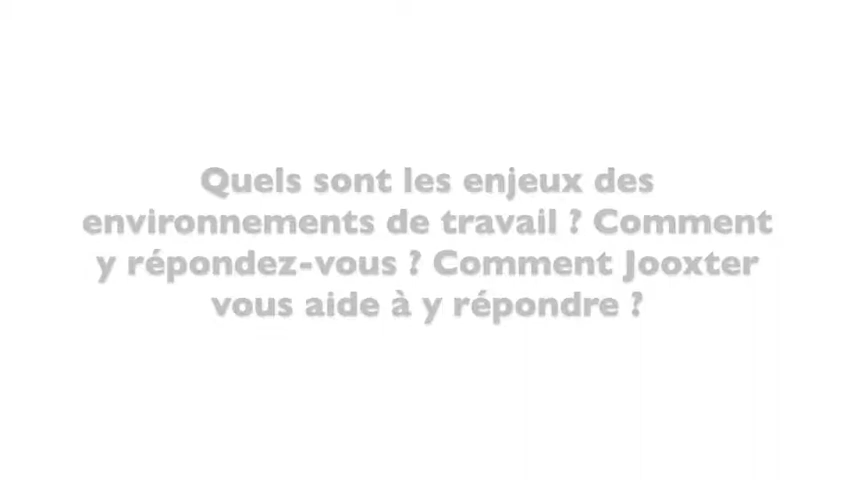 Quels sont les enjeux des
environnements de travail ? Comment
y répondez-vous ? Comment Jooxter
vous aide à y répondre ?